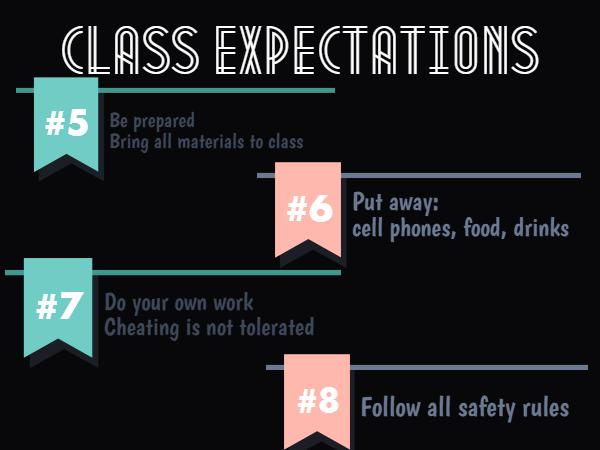 CLASS EXPECTATIONS
#5
Be prepared
Bring all materials to class
#6
Put away:
cell phones, food, drinks
#7
Do your own work
Cheating is not tolerated
#8
Follow all safety rules